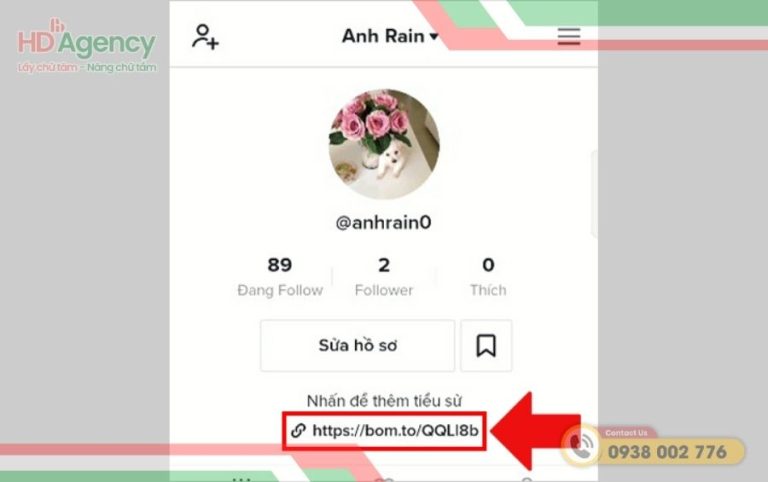 HD Agency
Lấy chữ tâm - Nâng chữ tầm
Anh Rain
@anhrain0
89
Đang Follow
2
Follower
0
Thích
Sửa hồ sơ
Nhấn để thêm tiểu sử
https://bom.to/QQLl8b
Contact Us
0938 002 776